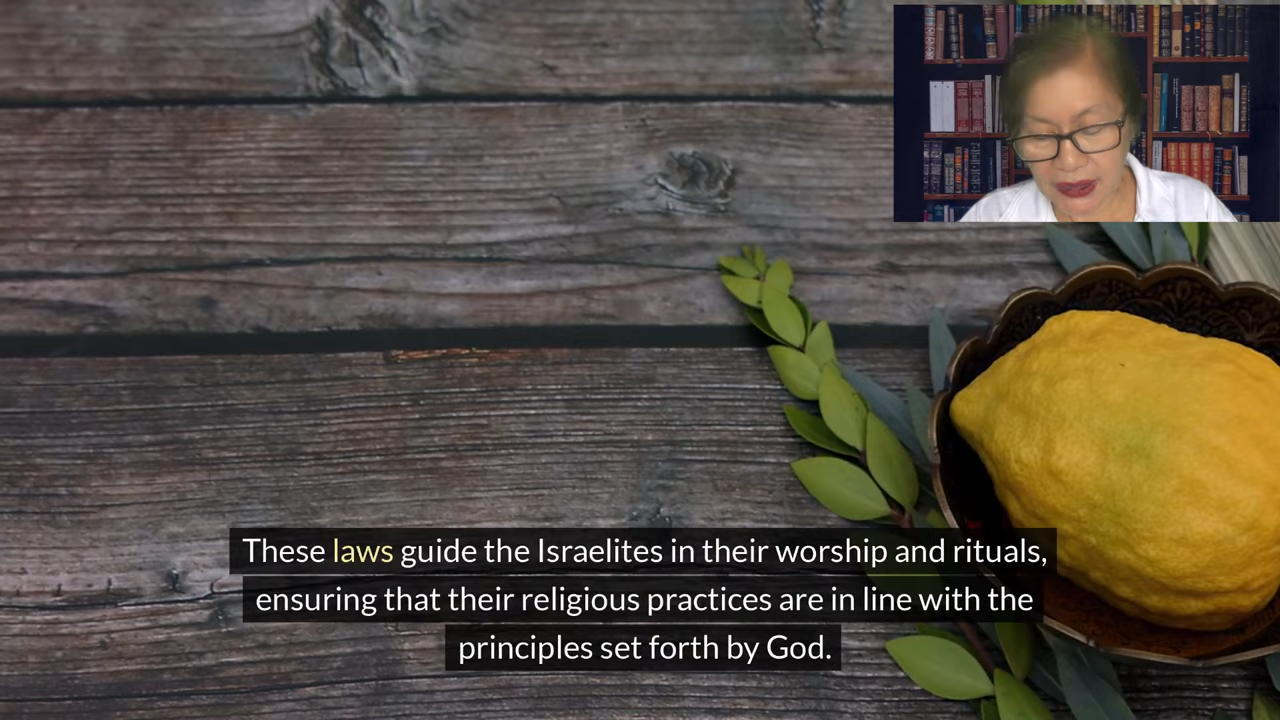 These laws guide the Israelites in their worship and rituals,
ensuring that their religious practices are in line with the
principles set forth by God.